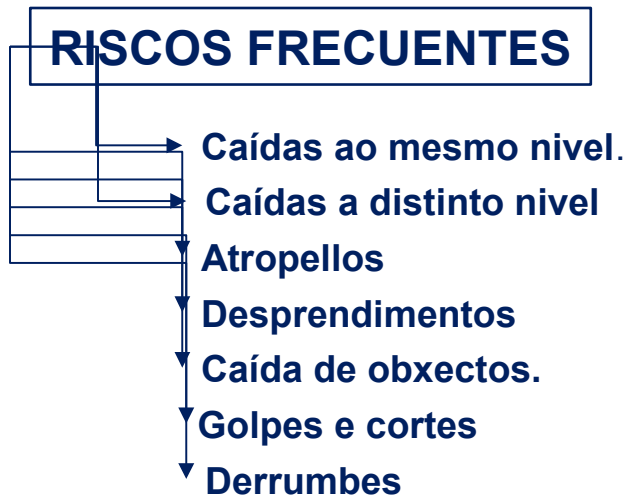 RISCOS FRECUENTES
Caídas ao mesmo nivel.
Caídas a distinto nivel
Atropellos
Desprendimentos
Caída de obxectos.
Golpes e cortes
Derrumbes